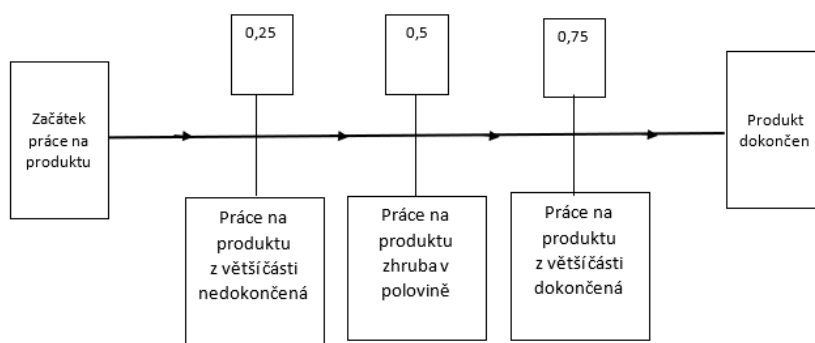 0,25
0,5
0,75
Začátek
práce na
produktu
Produkt
dokončen
Práce na
produktu
z větší části
nedokončená
Práce na
produktu
zhruba v
polovině
Práce na
produktu
z větší části
dokončená